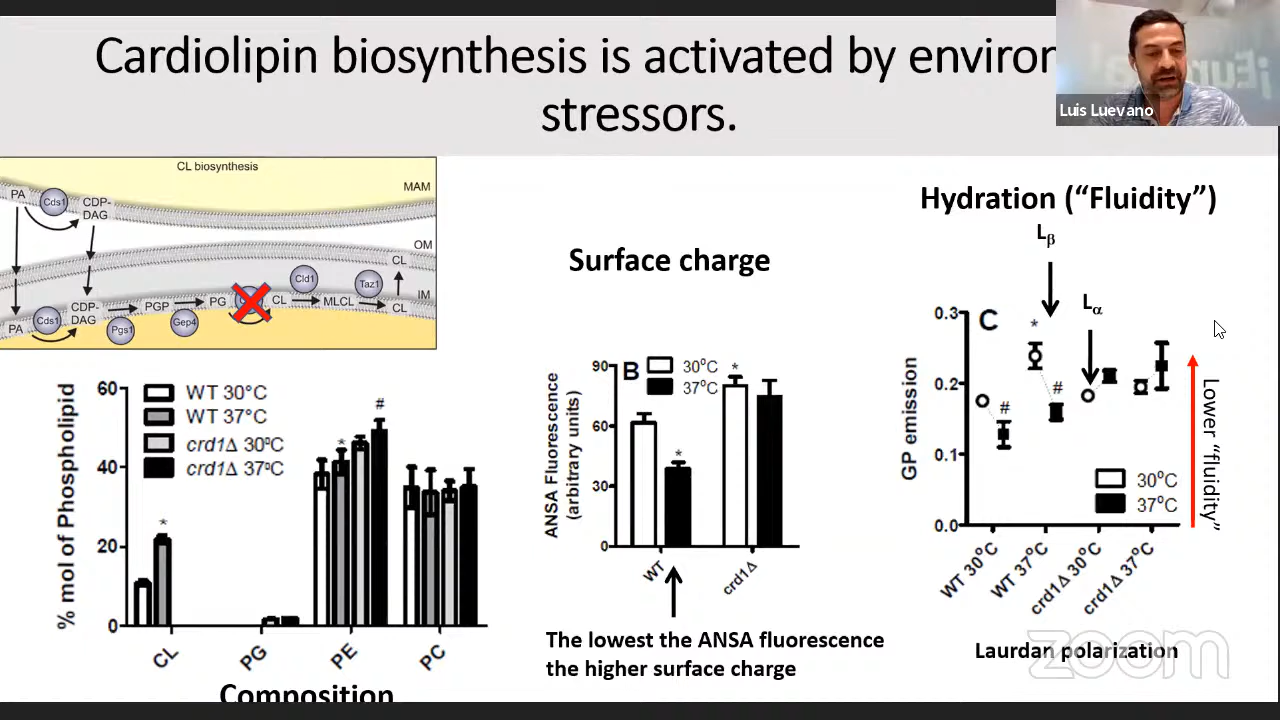 Cardiolipin biosynthesis is activated by environ
stressors.
Luis Luevano
CL biosynthesis
MAM
PA
Cds1
CDP-
DAG
OM
CL
Cld1
Taz1
IM
PA
Cds1
CDP-
DAG
Pgs1
PGP
Gep4
PG
CL
MLCL
CL
% mol of Phospholipid
60
40
20
0
WT 30°C
WT 37°C
crd1Δ 30°C
crd1Δ 37°C
*
*
#
CL
PG
PE
PC
Composition
Surface charge
B
30°C
37°C
ANSA Fluorescence
(arbitrary units)
90
60
30
0
*
*
WT
crd1Δ
The lowest the ANSA fluorescence
the higher surface charge
Hydration (“Fluidity”)
Lβ
Lα
C
GP emission
0.3
0.2
0.1
0.0
*
#
#
30°C
37°C
WT 30°C
WT 37°C
crd1Δ 30°C
crd1Δ 37°C
Lower “fluidity”
Laurdan polarization
zoom